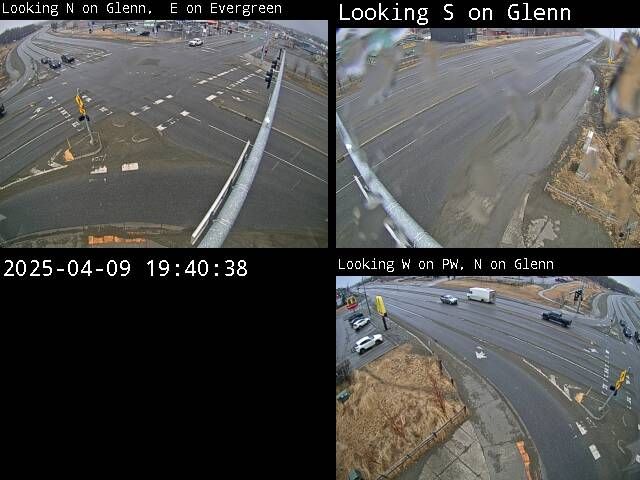 Looking N on Glenn,  E on Evergreen
Looking S on Glenn
2025-04-09 19:40:38
Looking W on PW, N on Glenn